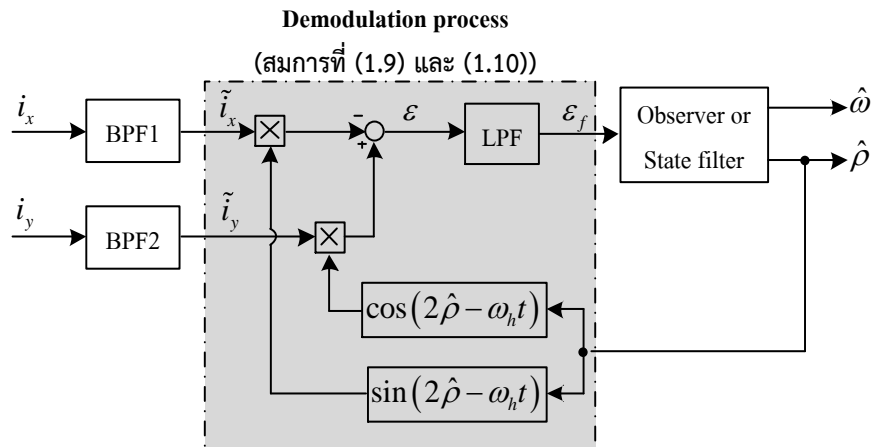 Demodulation process
(สมการที่ (1.9) และ (1.10))
i_x
BPF1
ĩ_x
×
-
+
ε
LPF
ε_f
Observer or
State filter
ω̂
ρ̂
i_y
BPF2
ĩ_y
×
cos(2ρ̂ − ω_h t)
sin(2ρ̂ − ω_h t)